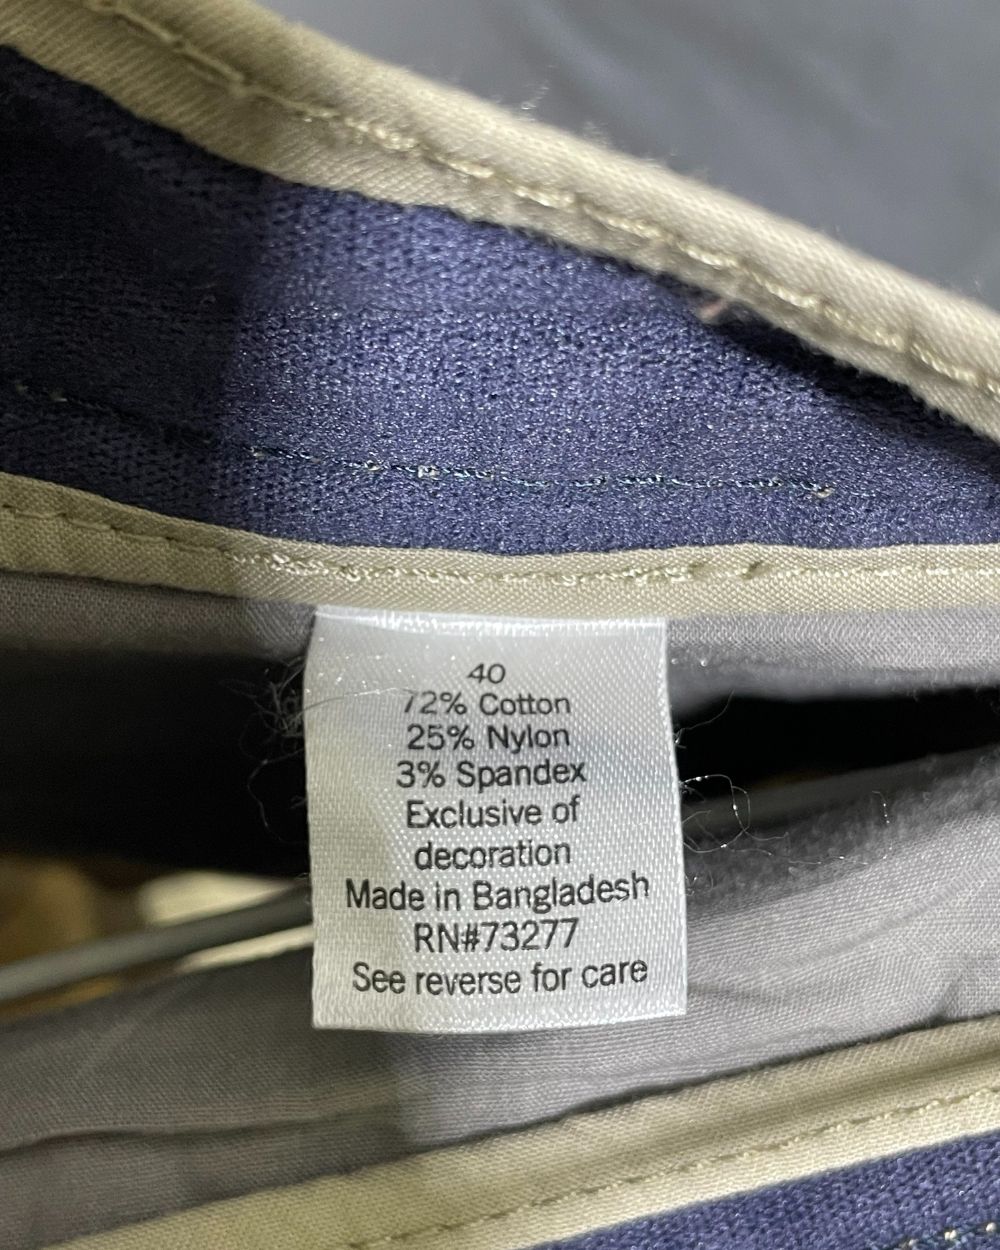 40
72% Cotton
25% Nylon
3% Spandex
Exclusive of
decoration
Made in Bangladesh
RN#73277
See reverse for care